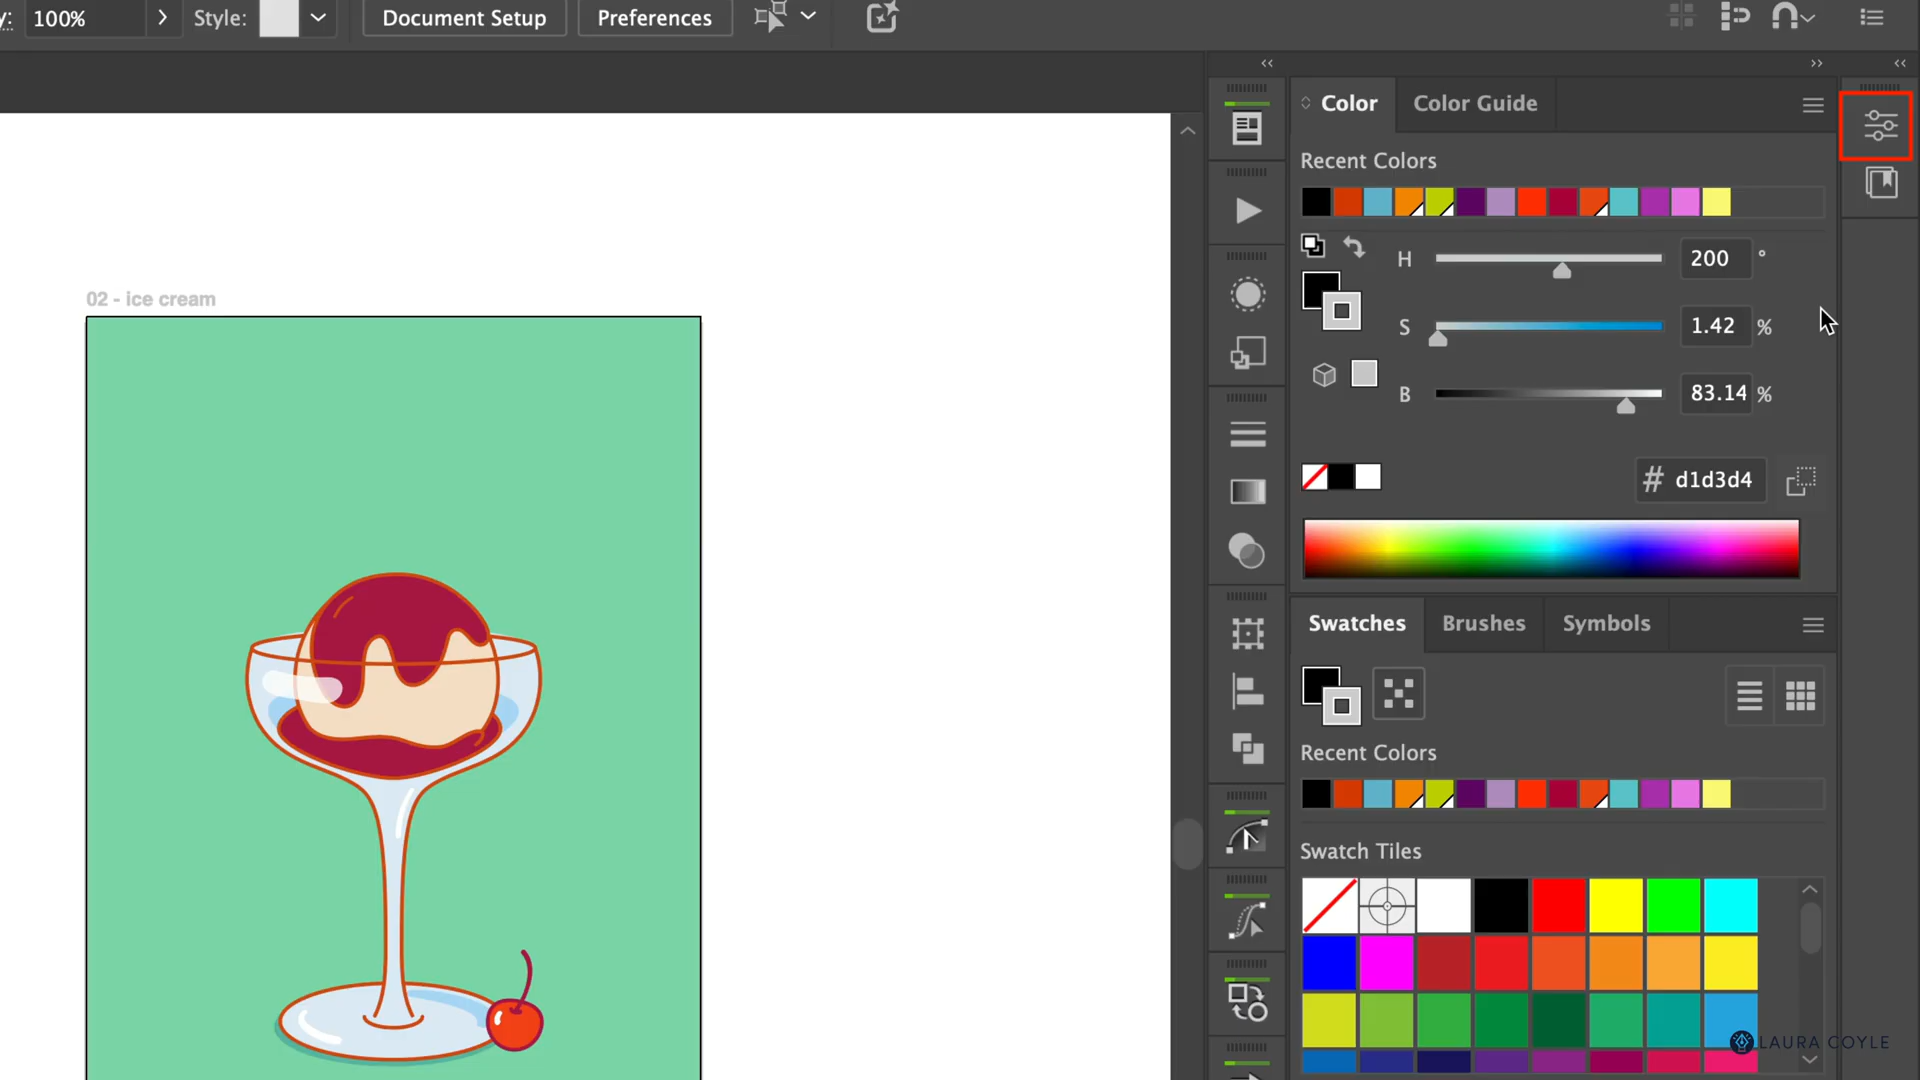 y: 100% Style: Document Setup Preferences
Color Color Guide
Recent Colors
H 200 °
S 1.42 %
B 83.14 %
# d1d3d4
02 - ice cream
Swatches Brushes Symbols
Recent Colors
Swatch Tiles
LAURA COYLE